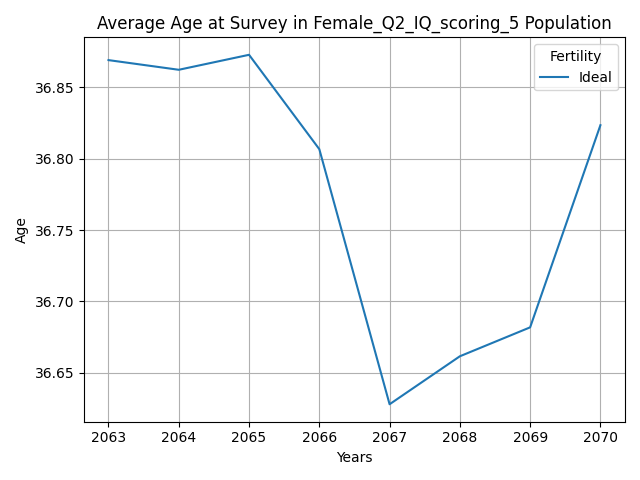 Average Age at Survey in Female_Q2_IQ_scoring_5 Population
Fertility
Ideal
36.85
36.80
36.75
36.70
36.65
Age
2063 2064 2065 2066 2067 2068 2069 2070
Years